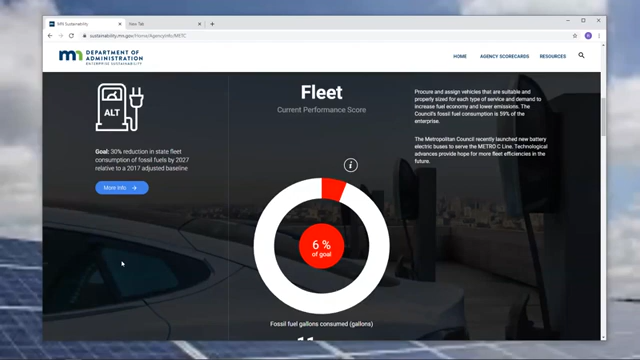 MN Sustainability
New Tab
sustainability.mn.gov/Home/AgencyInfo/METC
mn DEPARTMENT OF
ADMINISTRATION
ENTERPRISE SUSTAINABILITY
HOME
AGENCY SCORECARDS
RESOURCES
ALT
Goal: 30% reduction in state fleet
consumption of fossil fuels by 2027
relative to a 2017 adjusted baseline
More Info →
Fleet
Current Performance Score
i
6 %
of goal
Fossil fuel gallons consumed (gallons)
Procure and assign vehicles that are suitable and
properly sized for each type of service and demand to
increase fuel economy and lower emissions. The
Council's fossil fuel consumption is 59% of the
enterprise.
The Metropolitan Council recently launched new battery
electric buses to serve the METRO C Line. Technological
advances provide hope for more fleet efficiencies in the
future.